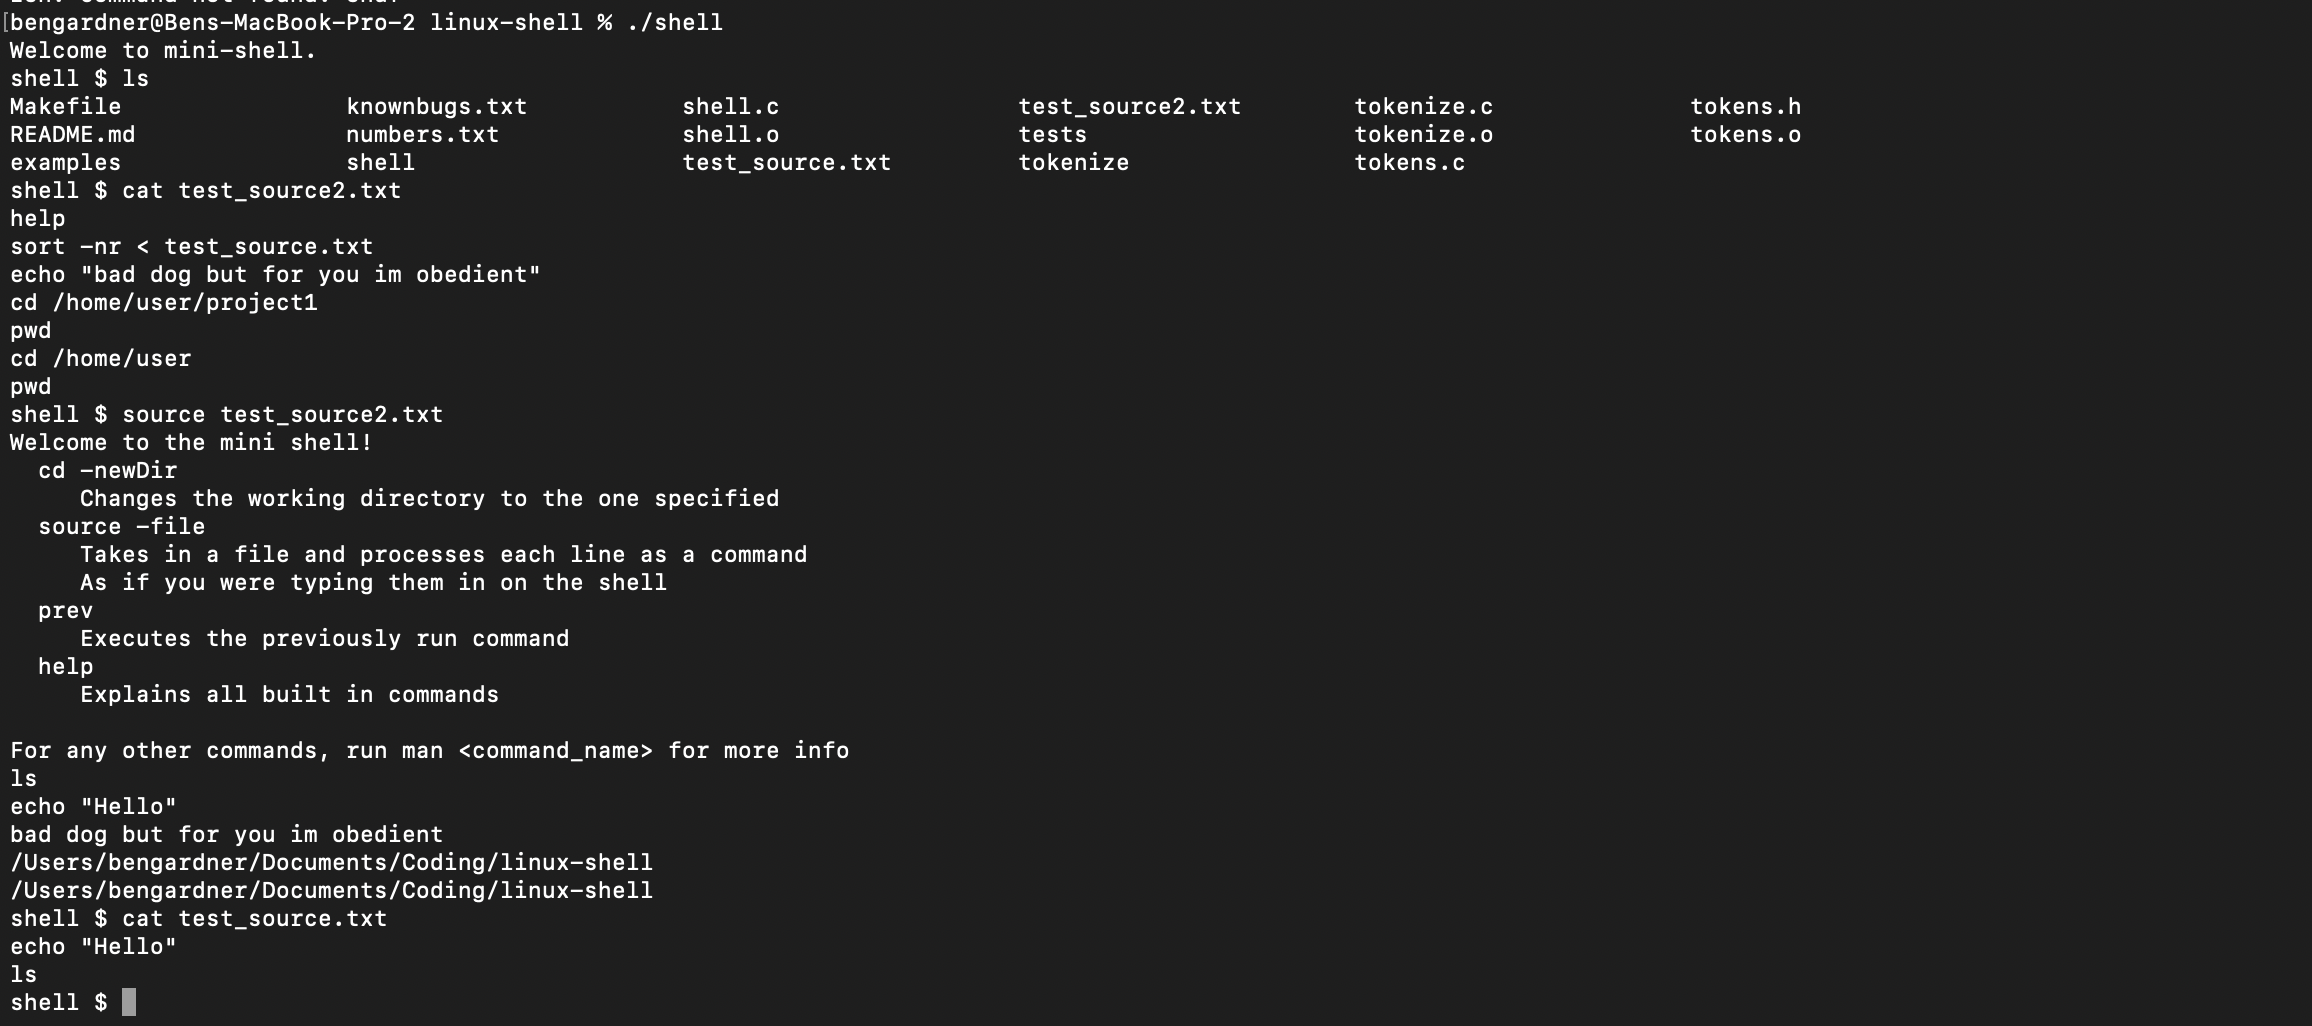 [bengardner@Bens-MacBook-Pro-2 linux-shell % ./shell
Welcome to mini-shell.
shell $ ls
Makefile knownbugs.txt shell.c test_source2.txt tokenize.c tokens.h
README.md numbers.txt shell.o tests tokenize.o tokens.o
examples shell test_source.txt tokenize tokens.c
shell $ cat test_source2.txt
help
sort -nr < test_source.txt
echo "bad dog but for you im obedient"
cd /home/user/project1
pwd
cd /home/user
pwd
shell $ source test_source2.txt
Welcome to the mini shell!
cd -newDir
Changes the working directory to the one specified
source -file
Takes in a file and processes each line as a command
As if you were typing them in on the shell
prev
Executes the previously run command
help
Explains all built in commands
For any other commands, run man <command_name> for more info
ls
echo "Hello"
bad dog but for you im obedient
/Users/bengardner/Documents/Coding/linux-shell
/Users/bengardner/Documents/Coding/linux-shell
shell $ cat test_source.txt
echo "Hello"
ls
shell $